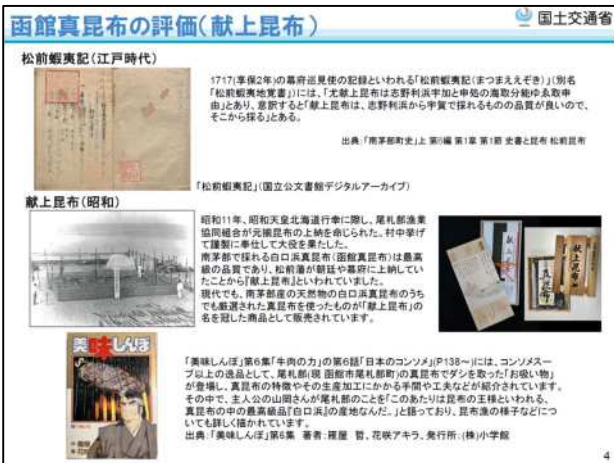 函館真昆布の評価(献上昆布)
国土交通省
松前蝦夷記(江戸時代)
1717(享保2年)の幕府巡見使の記録といわれる「松前蝦夷記(まつまええぞき)」(別名
「松前蝦夷地覚書」)には、「尤献上昆布は志野利浜宇加と申処の海取分能ゆゑ取申
由」とあり、意訳すると「献上昆布は、志野利浜から宇賀で採れるものの品質が良いので、
そこから採る」とある。
出典:「南茅部町史」上 第6編 第1章 第1節 史書と昆布 松前昆布
「松前蝦夷記」(国立公文書館デジタルアーカイブ)
献上昆布(昭和)
昭和11年、昭和天皇北海道行幸に際し、尾札部漁業
協同組合が元揃昆布の上納を命じられた。村中挙げ
て謹製に奉仕して大役を果たした。
南茅部で採れる白口浜真昆布(函館真昆布)は最高
級の品質であり、松前藩が朝廷や幕府に上納してい
たことから『献上昆布』といわれていました。
現代でも、南茅部産の天然物の白口浜真昆布のうち
でも厳選された真昆布を使ったものが「献上昆布」の
名を冠した商品として販売されています。
献上昆布
真昆布
美味しんぼ
「美味しんぼ」第6集「牛肉の力」の第6話「日本のコンソメ」(P138～)には、コンソメスー
プ以上の逸品として、尾札部(現 函館市尾札部町)の真昆布でダシを取った「お吸い物」
が登場し、真昆布の特徴やその生産加工にかかる手間や工夫などが紹介されています。
その中で、主人公の山岡さんが尾札部のことを「このあたりは昆布の王様といわれる、
真昆布の中の最高級品『白口浜』の産地なんだ。」と語っており、昆布漁の様子などにつ
いても詳しく描かれています。
出典:「美味しんぼ」第6集 著者:雁屋 哲、花咲アキラ、発行所:(株)小学館
4